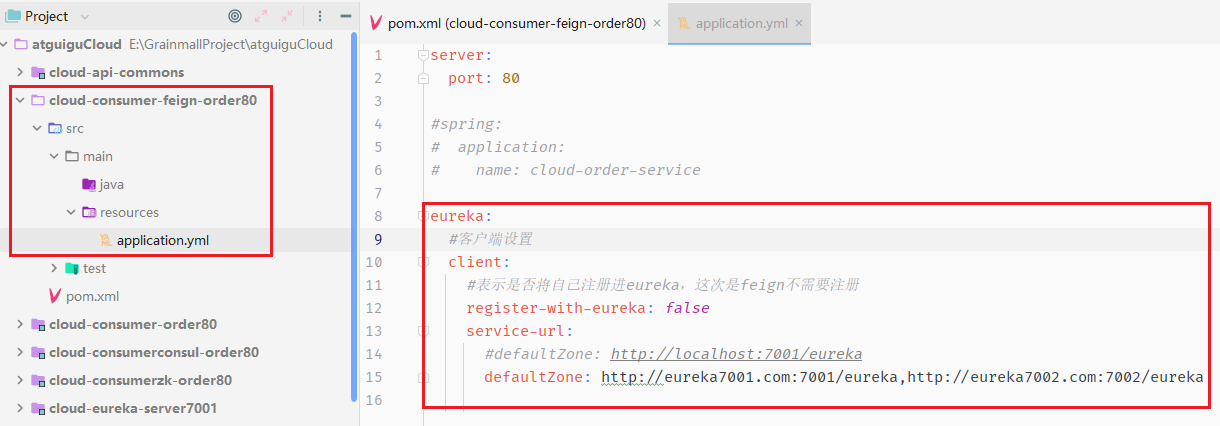 Project
atguiguCloud E:\GrainmallProject\atguiguCloud
cloud-api-commons
cloud-consumer-feign-order80
src
main
java
resources
application.yml
test
pom.xml
cloud-consumer-order80
cloud-consumerconsul-order80
cloud-consumerzk-order80
cloud-eureka-server7001
pom.xml (cloud-consumer-feign-order80) × application.yml ×
1 server:
2   port: 80
3
4 #spring:
5 #  application:
6 #    name: cloud-order-service
7
8 eureka:
9   #客户端设置
10   client:
11     #表示是否将自己注册进eureka，这次是feign不需要注册
12     register-with-eureka: false
13     service-url:
14       #defaultZone: http://localhost:7001/eureka
15       defaultZone: http://eureka7001.com:7001/eureka,http://eureka7002.com:7002/eureka
16